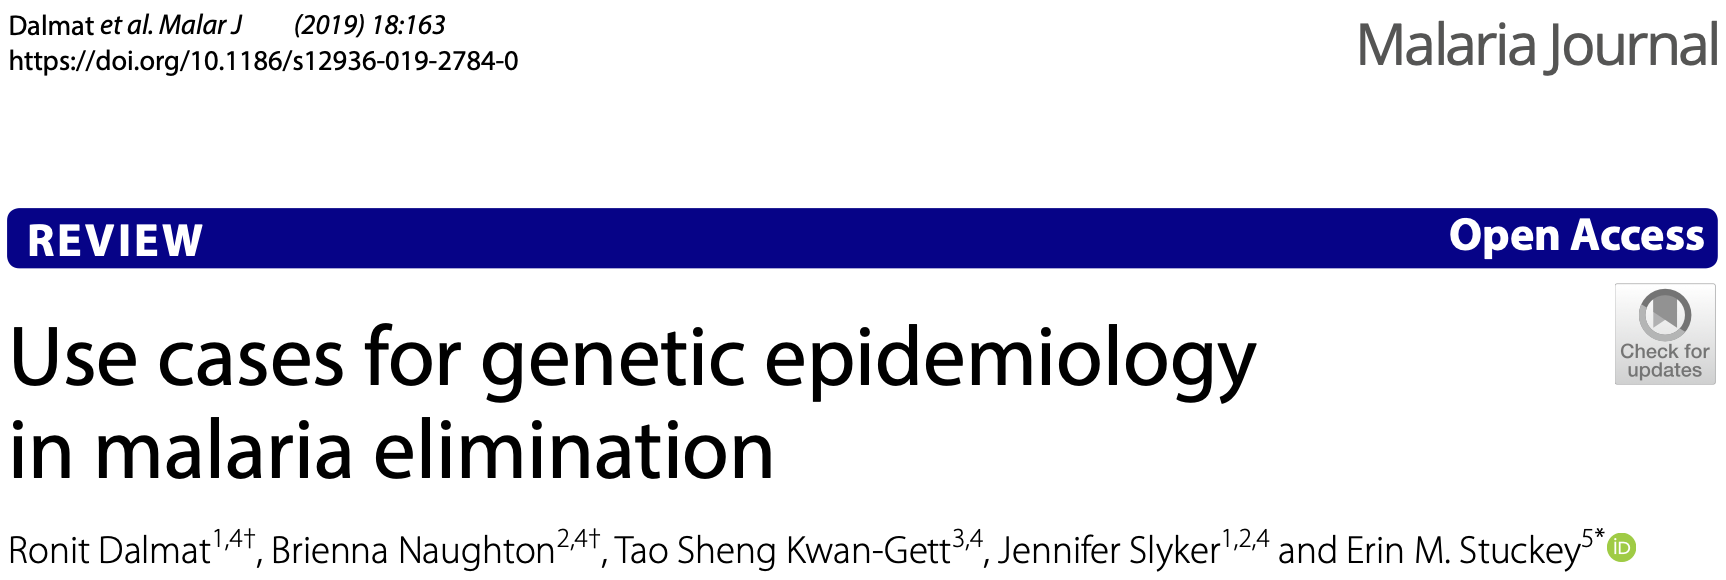 Dalmat et al. Malar J (2019) 18:163
https://doi.org/10.1186/s12936-019-2784-0
Malaria Journal
REVIEW
Open Access
Check for
updates
Use cases for genetic epidemiology
in malaria elimination
Ronit Dalmat1,4†, Brienna Naughton2,4†, Tao Sheng Kwan-Gett3,4, Jennifer Slyker1,2,4 and Erin M. Stuckey5* iD